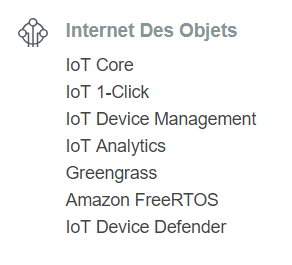 Internet Des Objets
IoT Core
IoT 1-Click
IoT Device Management
IoT Analytics
Greengrass
Amazon FreeRTOS
IoT Device Defender